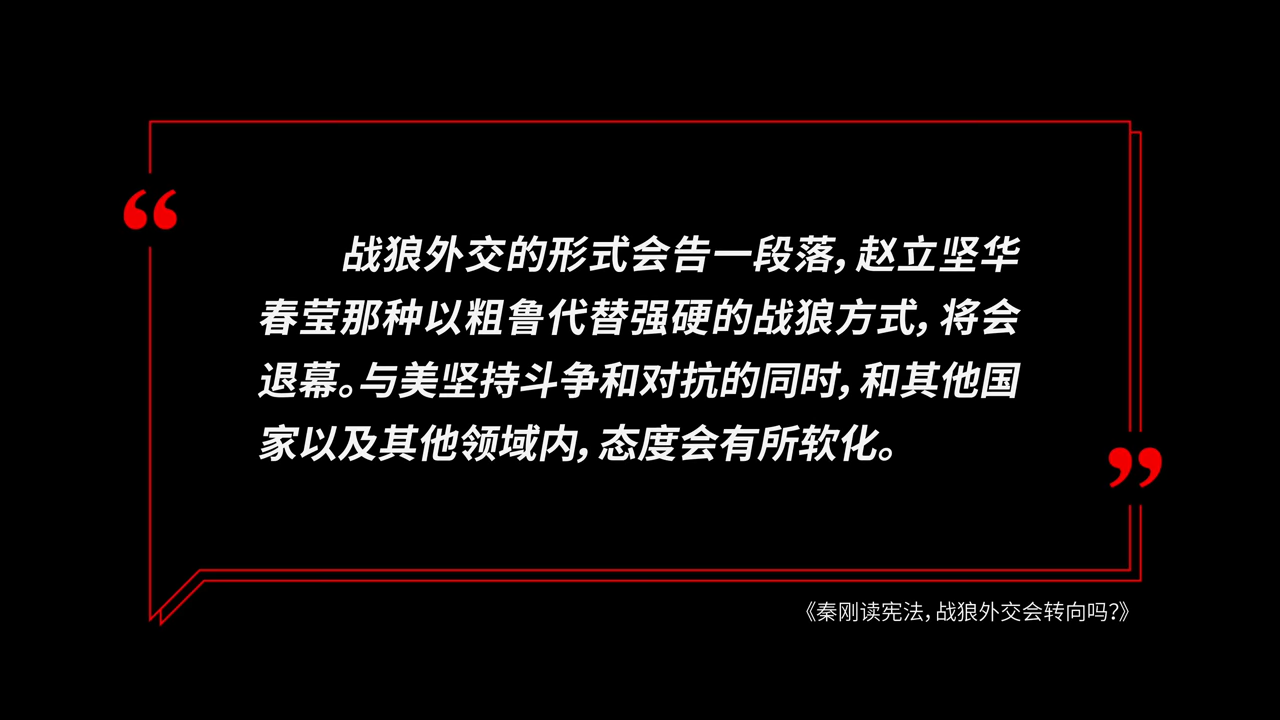 “
战狼外交的形式会告一段落，赵立坚华
春莹那种以粗鲁代替强硬的战狼方式，将会
退幕。与美坚持斗争和对抗的同时，和其他国
家以及其他领域内，态度会有所软化。
”
《秦刚读宪法，战狼外交会转向吗？》